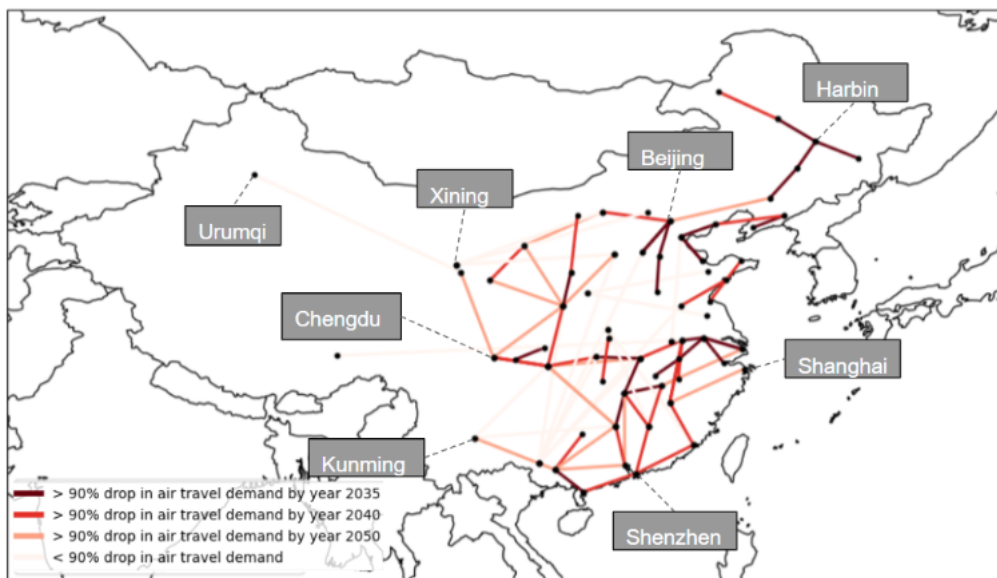 Harbin
Beijing
Xining
Urumqi
Chengdu
Shanghai
Kunming
Shenzhen
> 90% drop in air travel demand by year 2035
> 90% drop in air travel demand by year 2040
> 90% drop in air travel demand by year 2050
< 90% drop in air travel demand